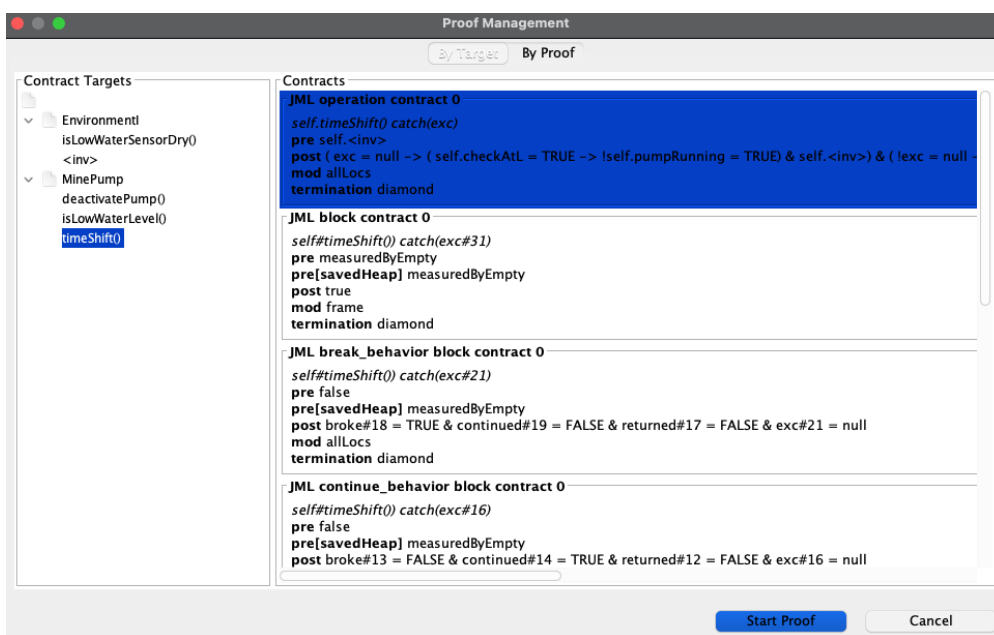 Proof Management
By Target By Proof
Contract Targets
EnvironmentI
isLowWaterSensorDry()
<inv>
MinePump
deactivatePump()
isLowWaterLevel()
timeShift()
Contracts
JML operation contract 0
self.timeShift() catch(exc)
pre self.<inv>
post ( exc = null -> ( self.checkAtL = TRUE -> !self.pumpRunning = TRUE) & self.<inv>) & ( !exc = null -
mod allLocs
termination diamond
JML block contract 0
self#timeShift()) catch(exc#31)
pre measuredByEmpty
pre[savedHeap] measuredByEmpty
post true
mod frame
termination diamond
JML break_behavior block contract 0
self#timeShift()) catch(exc#21)
pre false
pre[savedHeap] measuredByEmpty
post broke#18 = TRUE & continued#19 = FALSE & returned#17 = FALSE & exc#21 = null
mod allLocs
termination diamond
JML continue_behavior block contract 0
self#timeShift()) catch(exc#16)
pre false
pre[savedHeap] measuredByEmpty
post broke#13 = FALSE & continued#14 = TRUE & returned#12 = FALSE & exc#16 = null
Start Proof Cancel